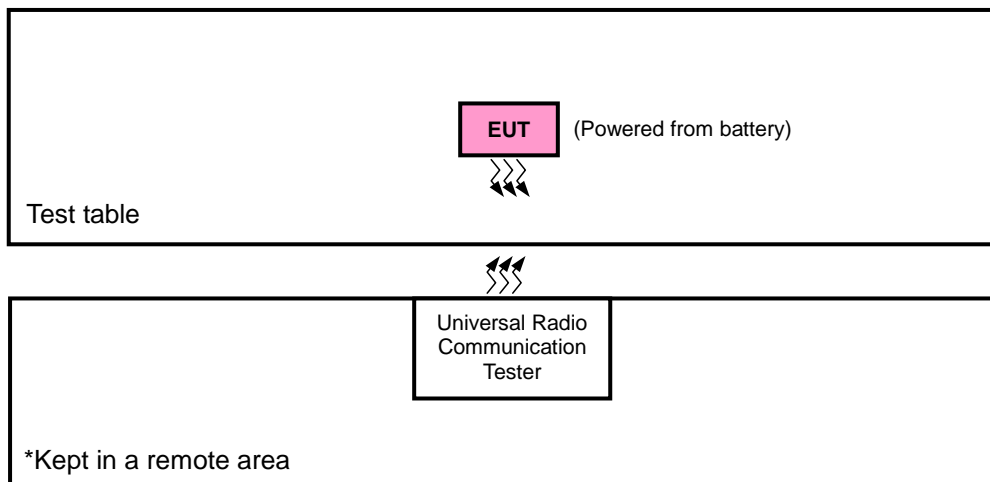 EUT
(Powered from battery)
Test table
Universal Radio
Communication
Tester
*Kept in a remote area